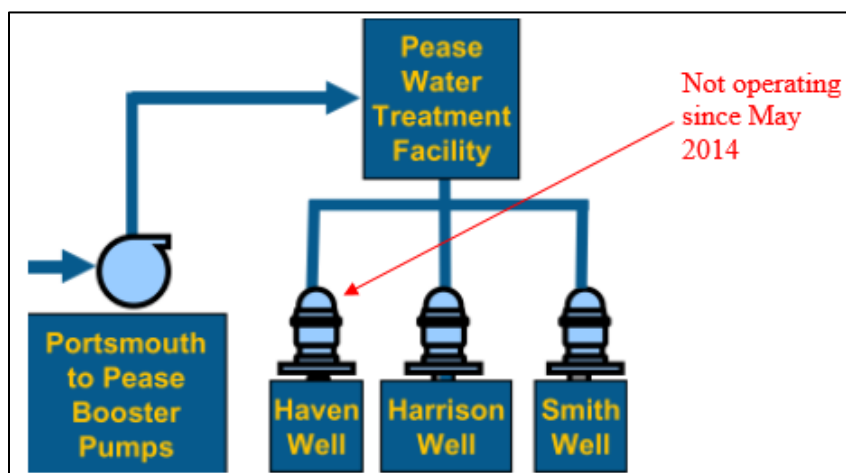 Pease
Water
Treatment
Facility
Not operating
since May
2014
Portsmouth
to Pease
Booster
Pumps
Haven
Well
Harrison
Well
Smith
Well